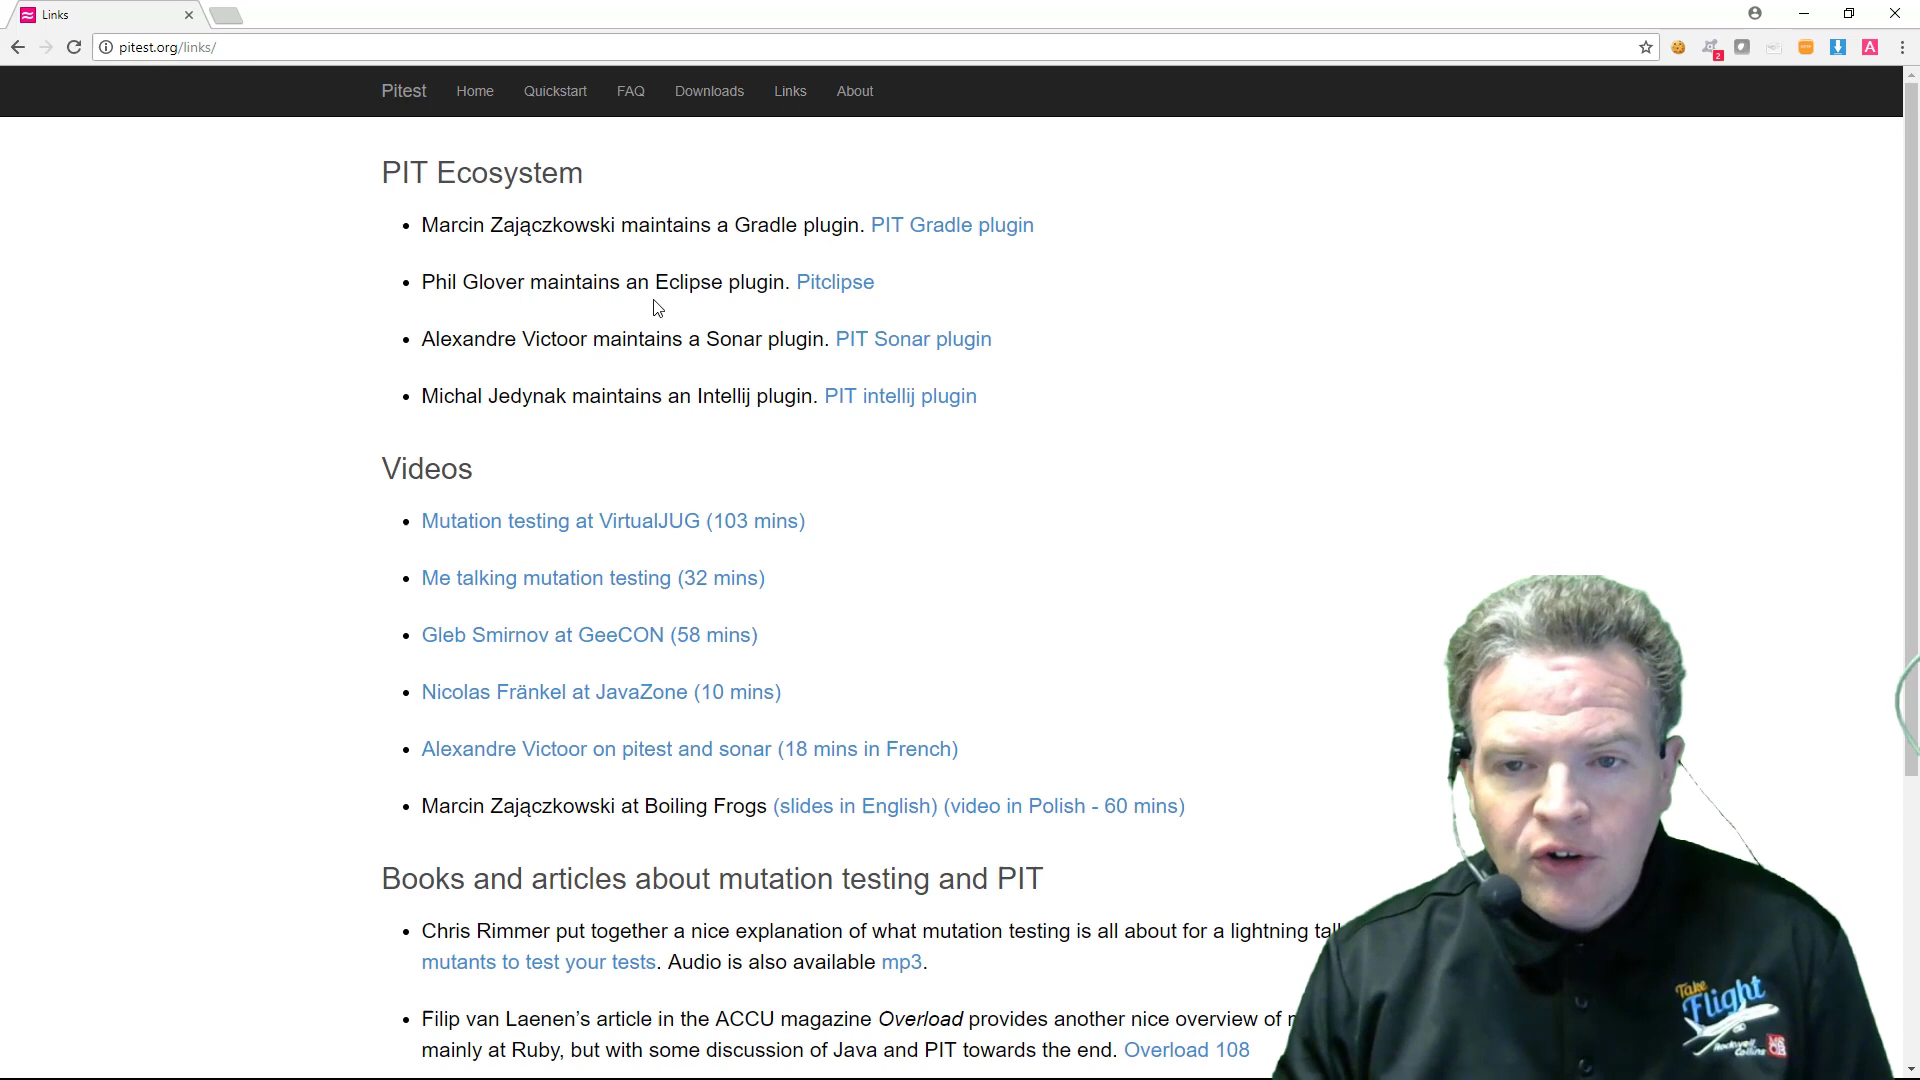 Links
pitest.org/links/
2
A
Pitest Home Quickstart FAQ Downloads Links About
PIT Ecosystem
Marcin Zajączkowski maintains a Gradle plugin. PIT Gradle plugin
Phil Glover maintains an Eclipse plugin. Pitclipse
Alexandre Victoor maintains a Sonar plugin. PIT Sonar plugin
Michal Jedynak maintains an Intellij plugin. PIT intellij plugin
Videos
Mutation testing at VirtualJUG (103 mins)
Me talking mutation testing (32 mins)
Gleb Smirnov at GeeCON (58 mins)
Nicolas Fränkel at JavaZone (10 mins)
Alexandre Victoor on pitest and sonar (18 mins in French)
Marcin Zajączkowski at Boiling Frogs (slides in English) (video in Polish - 60 mins)
Books and articles about mutation testing and PIT
Chris Rimmer put together a nice explanation of what mutation testing is all about for a lightning
mutants to test your tests. Audio is also available mp3.
Filip van Laenen's article in the ACCU magazine Overload provides another nice overview of
mainly at Ruby, but with some discussion of Java and PIT towards the end. Overload 108
Take
Flight
Rockwell
Collins